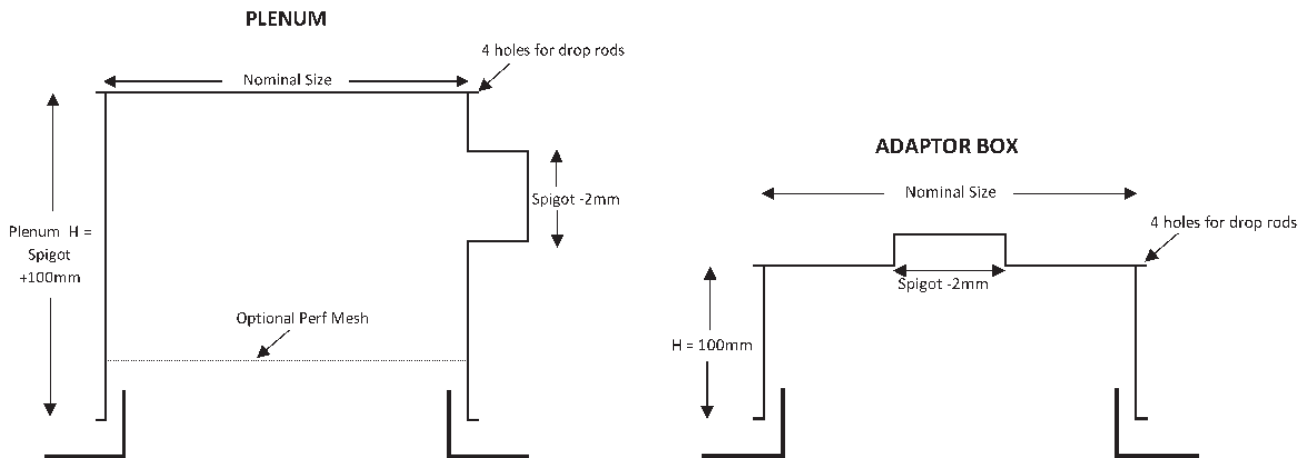 PLENUM
4 holes for drop rods
Nominal Size
Spigot -2mm
Plenum H =
Spigot
+100mm
Optional Perf Mesh
ADAPTOR BOX
Nominal Size
4 holes for drop rods
Spigot -2mm
H = 100mm